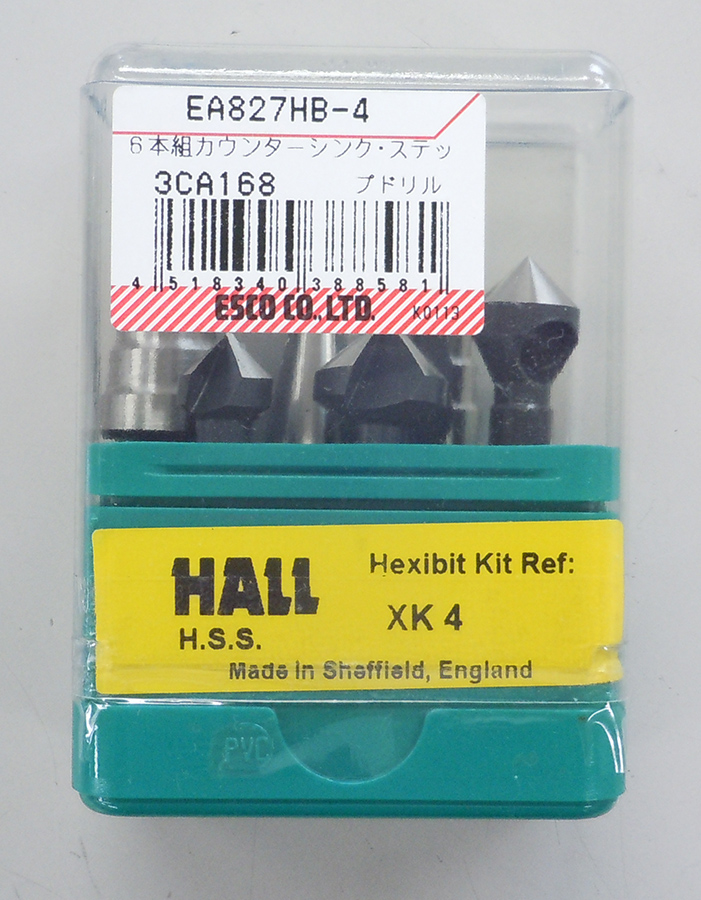 EA827HB-4
6本組カウンターシンク・ステッ
3CA168 プドリル
4 518340 388581
ESCO CO.,LTD. K0113
HALL
Hexibit Kit Ref:
XK 4
H.S.S.
Made in Sheffield, England
PVC